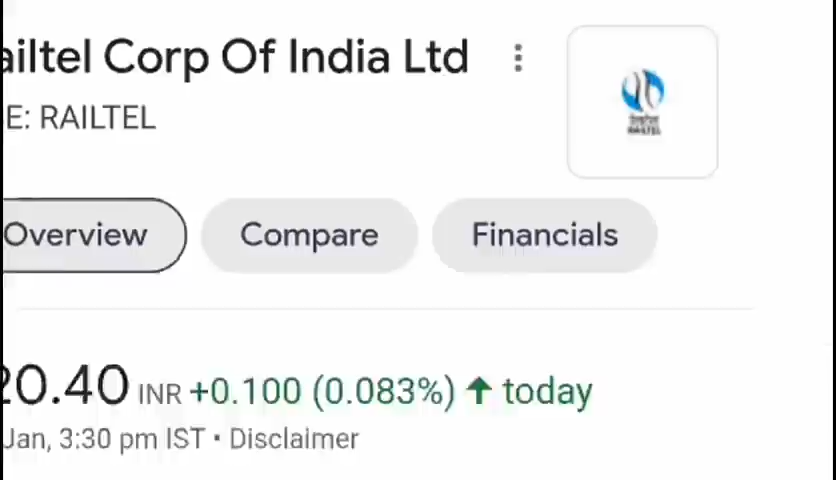 ailtel Corp Of India Ltd
E: RAILTEL
RAILTEL
Overview
Compare
Financials
20.40 INR +0.100 (0.083%) ↑ today
Jan, 3:30 pm IST • Disclaimer